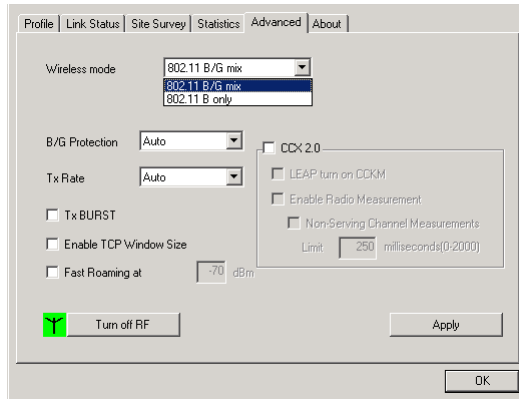 Profile Link Status Site Survey Statistics Advanced About
Wireless mode 802.11 B/G mix
802.11 B/G mix
802.11 B only
B/G Protection Auto
Tx Rate Auto
Tx BURST
Enable TCP Window Size
Fast Roaming at -70 dBm
CCX 2.0
LEAP turn on CCKM
Enable Radio Measurement
Non-Serving Channel Measurements
Limit 250 milliseconds(0-2000)
Turn off RF
Apply
OK